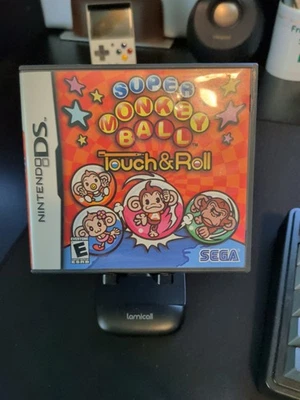 SUPER
MONKEY
BALL
Touch & Roll
NINTENDO DS
E
SEGA
lamicall